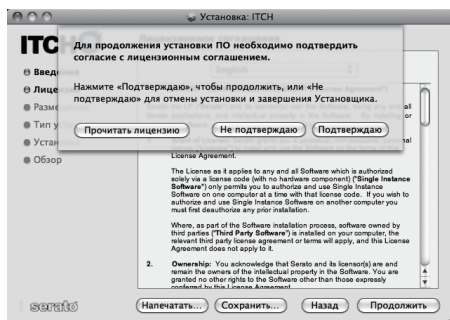 Установка: ITCH
ITCH
Для продолжения установки ПО необходимо подтвердить
согласие с лицензионным соглашением.
Нажмите «Подтверждаю», чтобы продолжить, или «Не
подтверждаю» для отмены установки и завершения Установщика.
Прочитать лицензию
Не подтверждаю
Подтверждаю
Введение
Лице
Разме
Тип у
Устан
Обзор
English
License Agreement.
The License as it applies to any and all Software which is authorized
solely via a license code (with no hardware component) ("Single Instance
Software") only permits you to authorize and use Single Instance
Software on one computer at a time with that license code. If you wish to
authorize and use Single Instance Software on another computer you
must first deauthorize any prior installation.
Where, as part of the Software installation process, software owned by
third parties ("Third Party Software") is installed on your computer, the
relevant third party license agreement or terms will apply, and this License
Agreement does not apply to it.
2. Ownership: You acknowledge that Serato and its licensor(s) are and
remain the owners of the intellectual property in the Software. You are
granted no other rights to the Software other than those expressly
conferred by this License Agreement.
serato
Напечатать...
Сохранить...
Назад
Продолжить